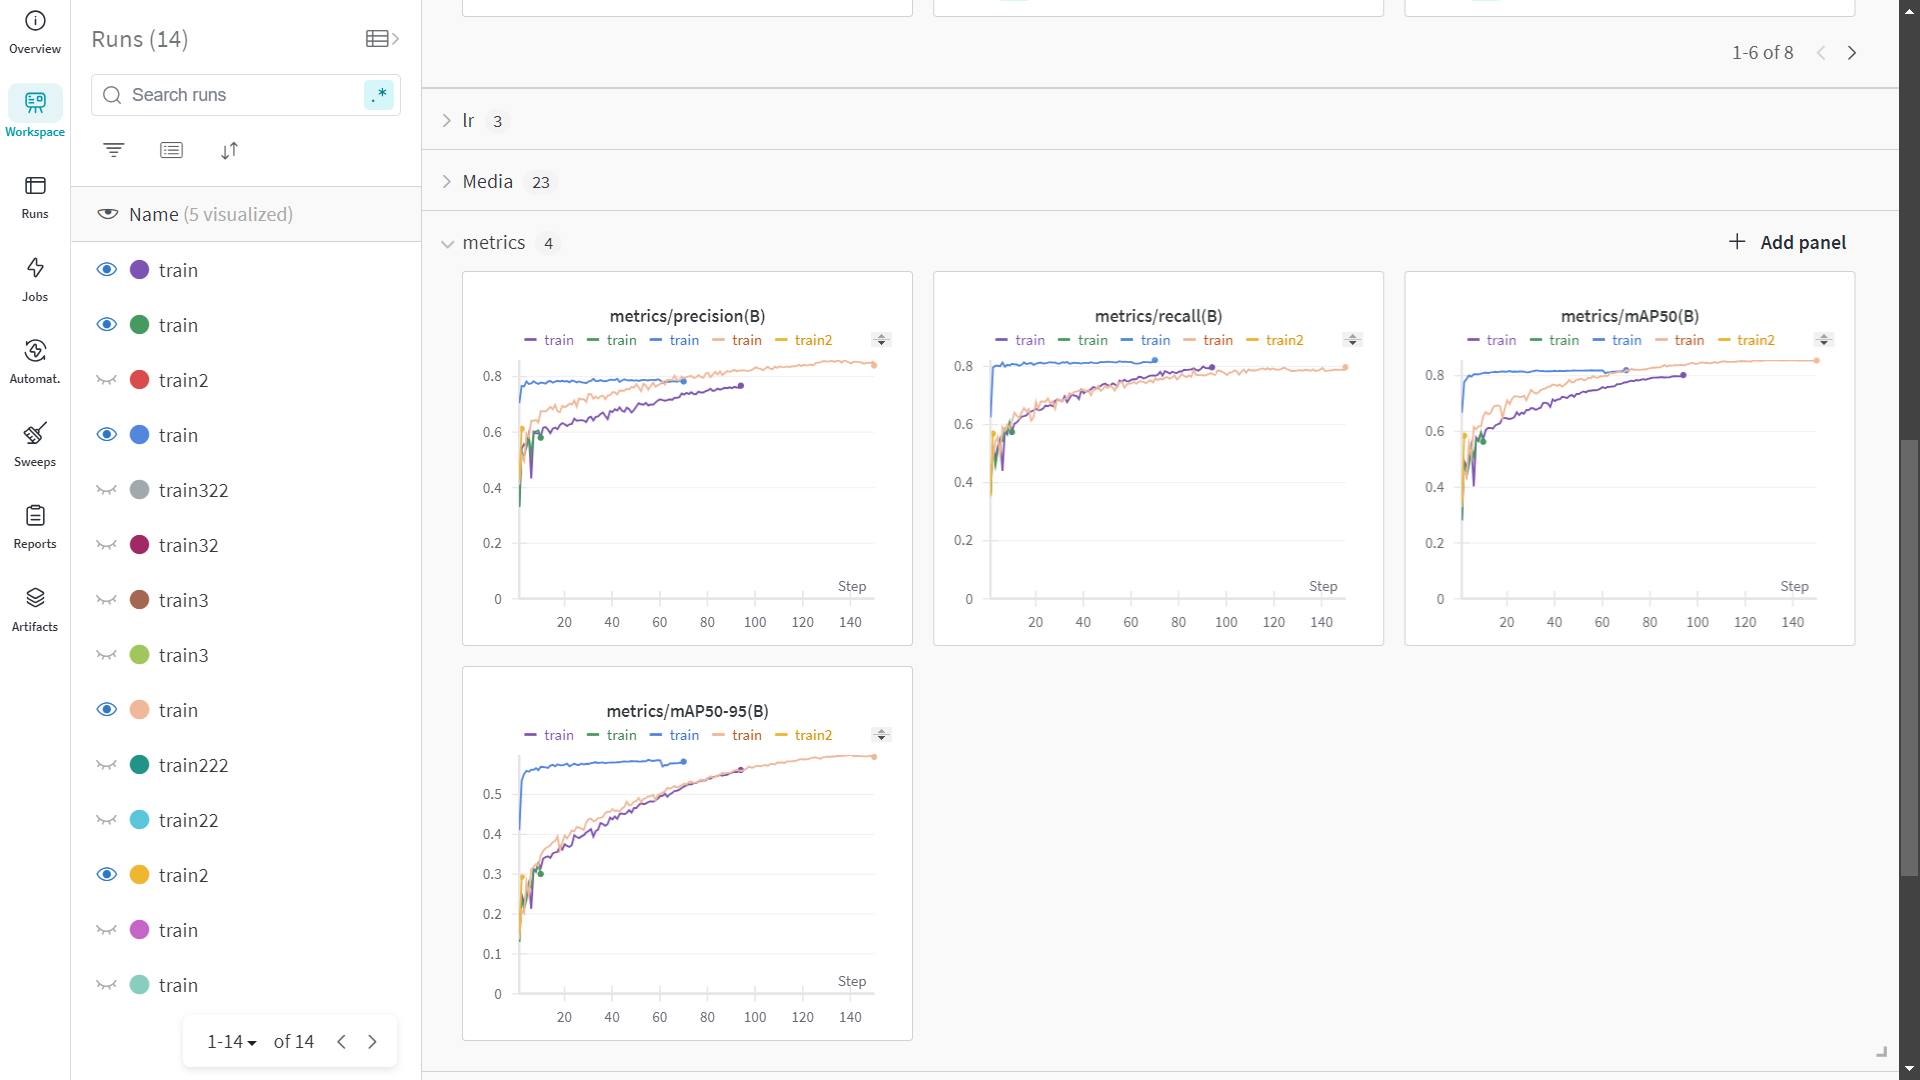 Overview
Workspace
Runs
Jobs
Automat.
Sweeps
Reports
Artifacts
Runs (14)
Search runs
.*
Name (5 visualized)
train
train
train2
train
train322
train32
train3
train3
train
train222
train22
train2
train
train
1-14 of 14
1-6 of 8
lr 3
Media 23
metrics 4
Add panel
metrics/precision(B)
train train train train train2
0.8
0.6
0.4
0.2
0
Step
20 40 60 80 100 120 140
metrics/recall(B)
train train train train train2
0.8
0.6
0.4
0.2
0
Step
20 40 60 80 100 120 140
metrics/mAP50(B)
train train train train train2
0.8
0.6
0.4
0.2
0
Step
20 40 60 80 100 120 140
metrics/mAP50-95(B)
train train train train train2
0.5
0.4
0.3
0.2
0.1
0
Step
20 40 60 80 100 120 140